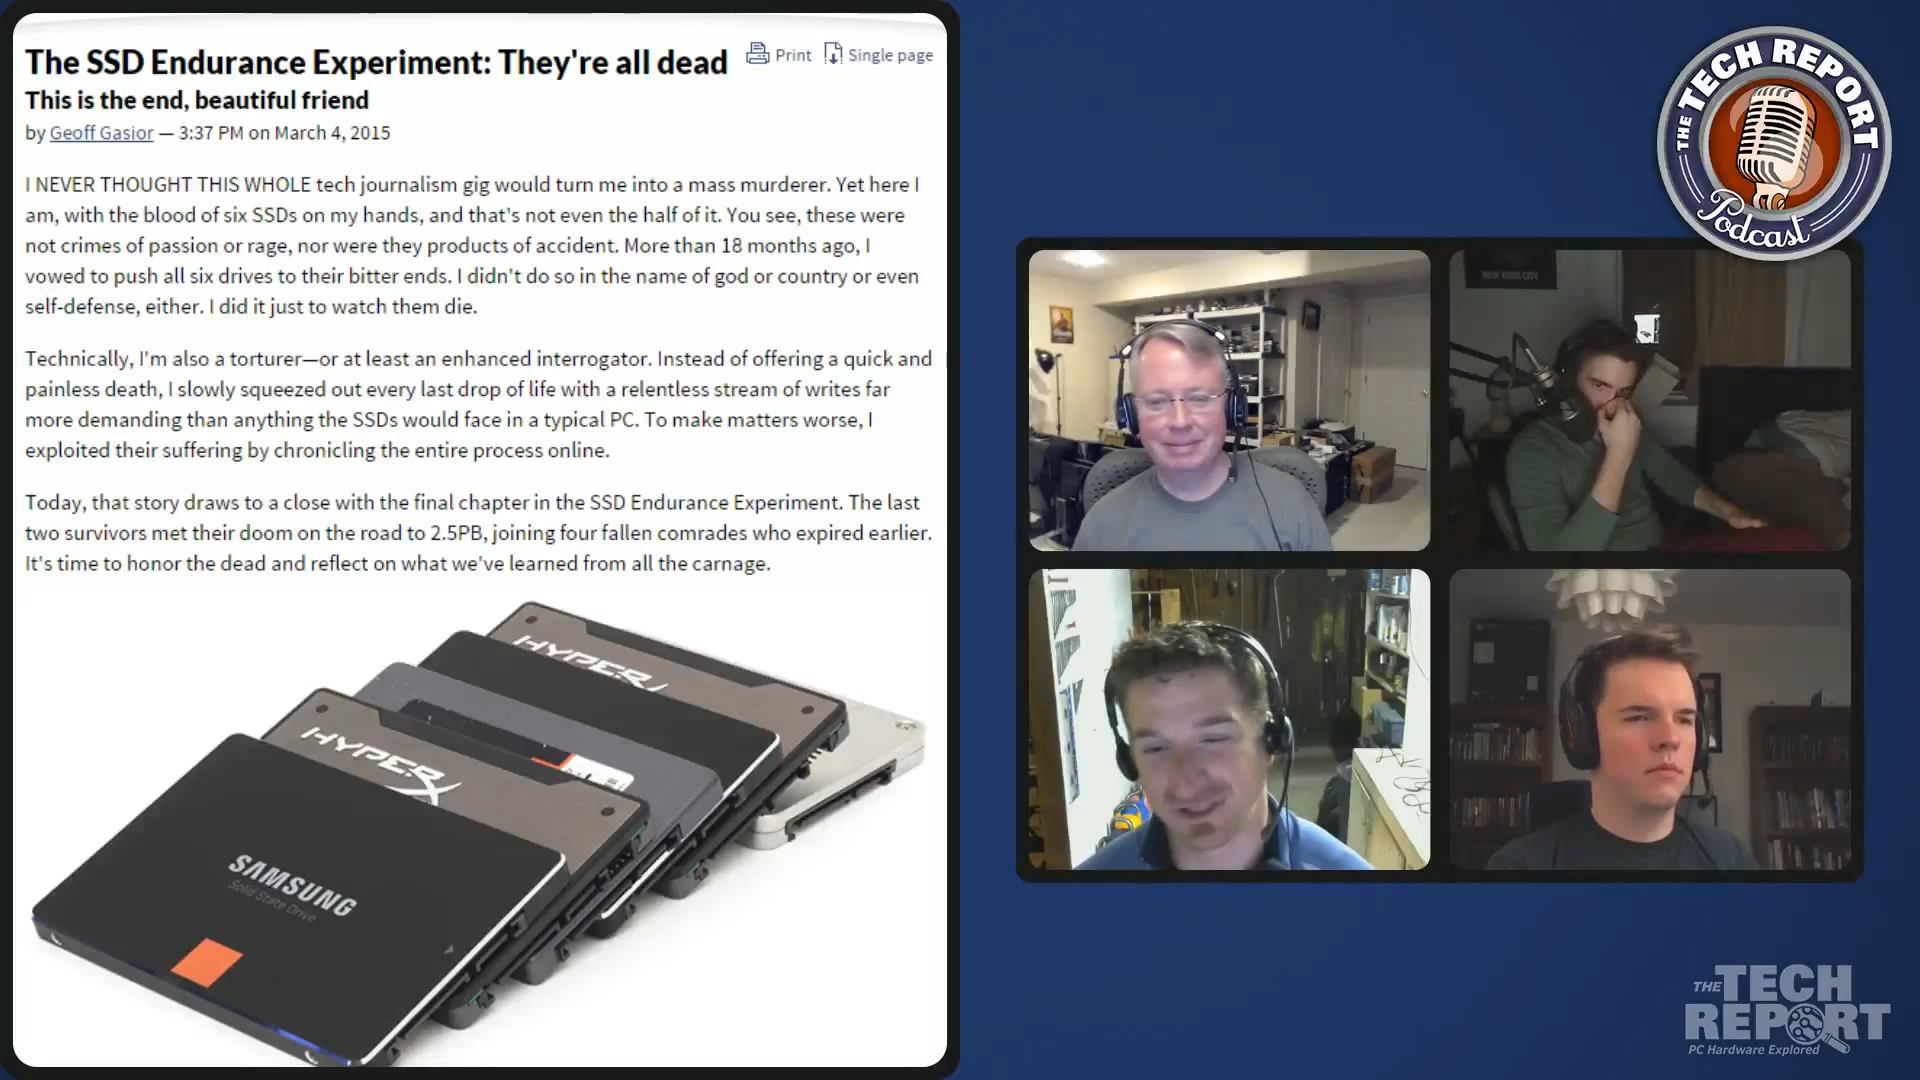 The SSD Endurance Experiment: They're all dead
Print
Single page
This is the end, beautiful friend
by Geoff Gasior — 3:37 PM on March 4, 2015
I NEVER THOUGHT THIS WHOLE tech journalism gig would turn me into a mass murderer. Yet here I
am, with the blood of six SSDs on my hands, and that's not even the half of it. You see, these were
not crimes of passion or rage, nor were they products of accident. More than 18 months ago, I
vowed to push all six drives to their bitter ends. I didn't do so in the name of god or country or even
self-defense, either. I did it just to watch them die.
Technically, I'm also a torturer—or at least an enhanced interrogator. Instead of offering a quick and
painless death, I slowly squeezed out every last drop of life with a relentless stream of writes far
more demanding than anything the SSDs would face in a typical PC. To make matters worse, I
exploited their suffering by chronicling the entire process online.
Today, that story draws to a close with the final chapter in the SSD Endurance Experiment. The last
two survivors met their doom on the road to 2.5PB, joining four fallen comrades who expired earlier.
It's time to honor the dead and reflect on what we've learned from all the carnage.
HYPER
HYPERX
SAMSUNG
Solid State Drive
THE TECH REPORT
Podcast
NEW YORK CITY
THE TECH
REPORT
PC Hardware Explored